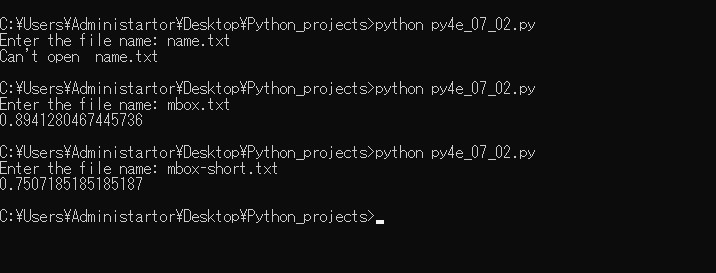 C:¥Users¥Administartor¥Desktop¥Python_projects>python py4e_07_02.py
Enter the file name: name.txt
Can't open  name.txt
C:¥Users¥Administartor¥Desktop¥Python_projects>python py4e_07_02.py
Enter the file name: mbox.txt
0.8941280467445736
C:¥Users¥Administartor¥Desktop¥Python_projects>python py4e_07_02.py
Enter the file name: mbox-short.txt
0.7507185185185187
C:¥Users¥Administartor¥Desktop¥Python_projects>